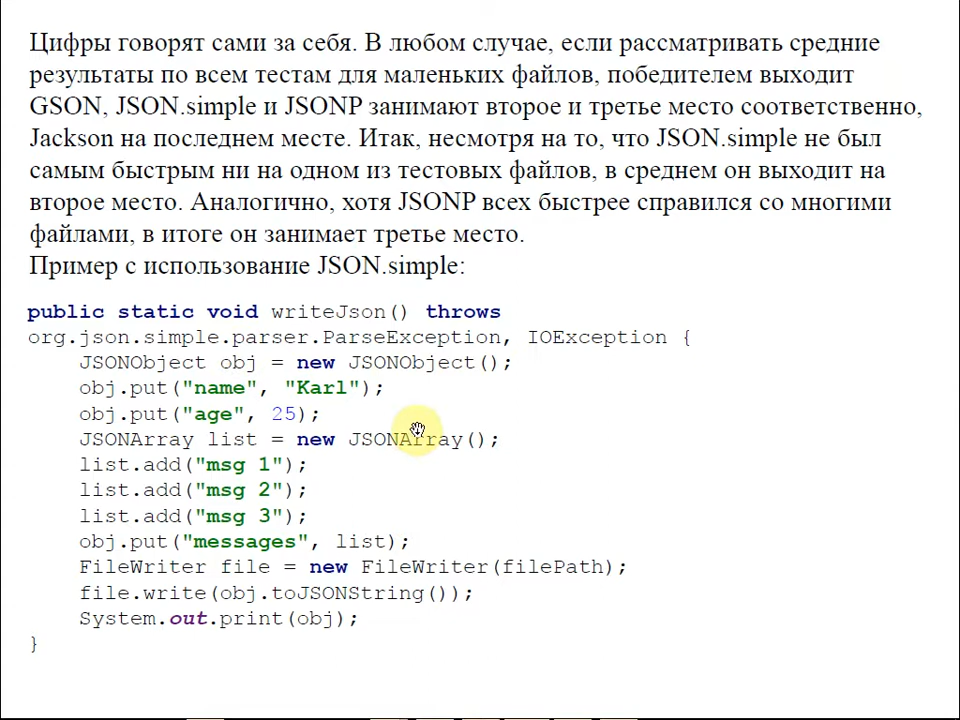 Цифры говорят сами за себя. В любом случае, если рассматривать средние
результаты по всем тестам для маленьких файлов, победителем выходит
GSON, JSON.simple и JSONP занимают второе и третье место соответственно,
Jackson на последнем месте. Итак, несмотря на то, что JSON.simple не был
самым быстрым ни на одном из тестовых файлов, в среднем он выходит на
второе место. Аналогично, хотя JSONP всех быстрее справился со многими
файлами, в итоге он занимает третье место.
Пример с использование JSON.simple:
public static void writeJson() throws
org.json.simple.parser.ParseException, IOException {
    JSONObject obj = new JSONObject();
    obj.put("name", "Karl");
    obj.put("age", 25);
    JSONArray list = new JSONArray();
    list.add("msg 1");
    list.add("msg 2");
    list.add("msg 3");
    obj.put("messages", list);
    FileWriter file = new FileWriter(filePath);
    file.write(obj.toJSONString());
    System.out.print(obj);
}